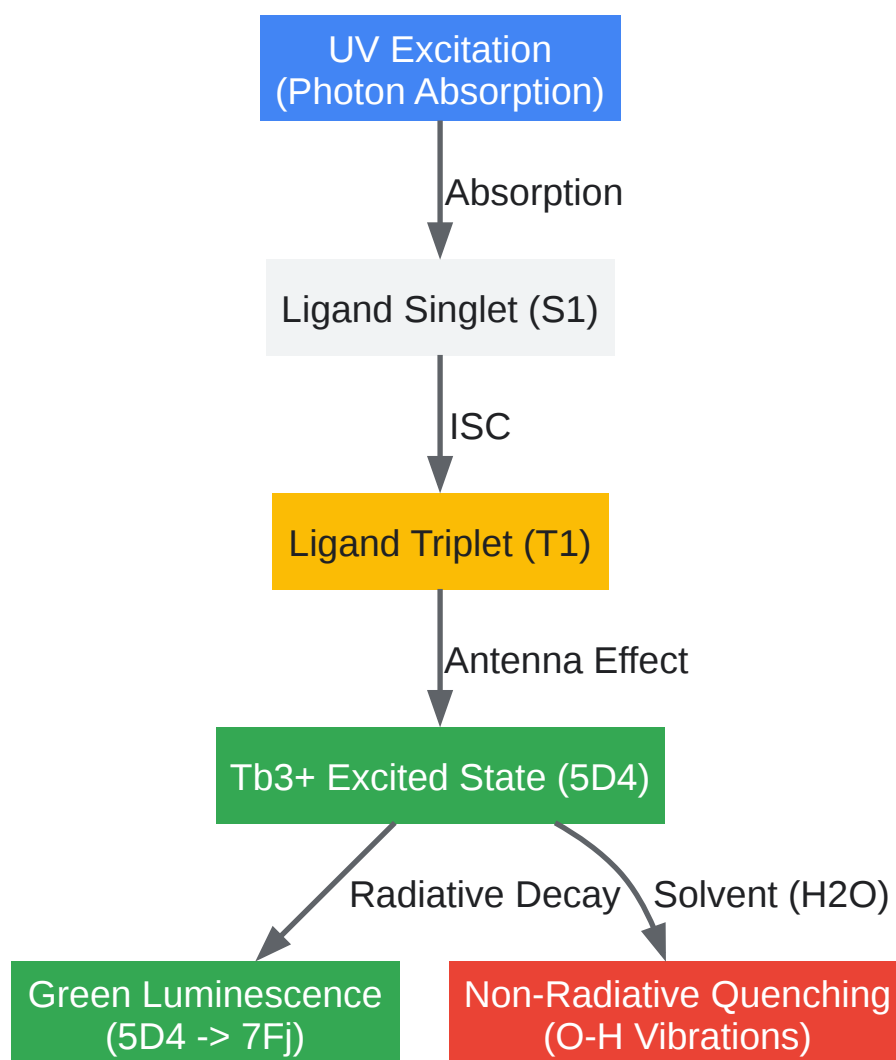 UV Excitation
(Photon Absorption)
Absorption
Ligand Singlet (S1)
ISC
Ligand Triplet (T1)
Antenna Effect
Tb3+ Excited State (5D4)
Radiative Decay
Solvent (H2O)
Green Luminescence
(5D4 -> 7Fj)
Non-Radiative Quenching
(O-H Vibrations)